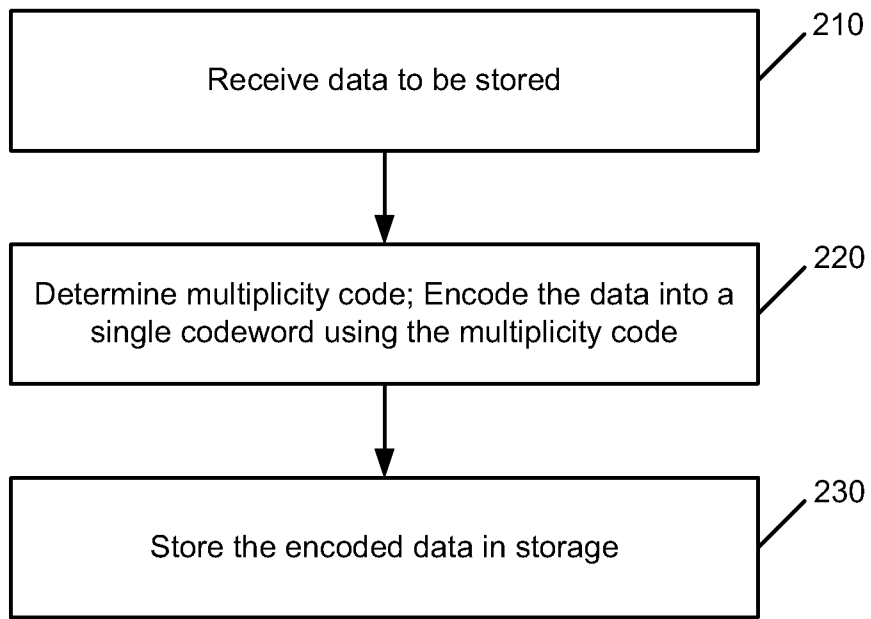 210
Receive data to be stored
220
Determine multiplicity code; Encode the data into a
single codeword using the multiplicity code
230
Store the encoded data in storage